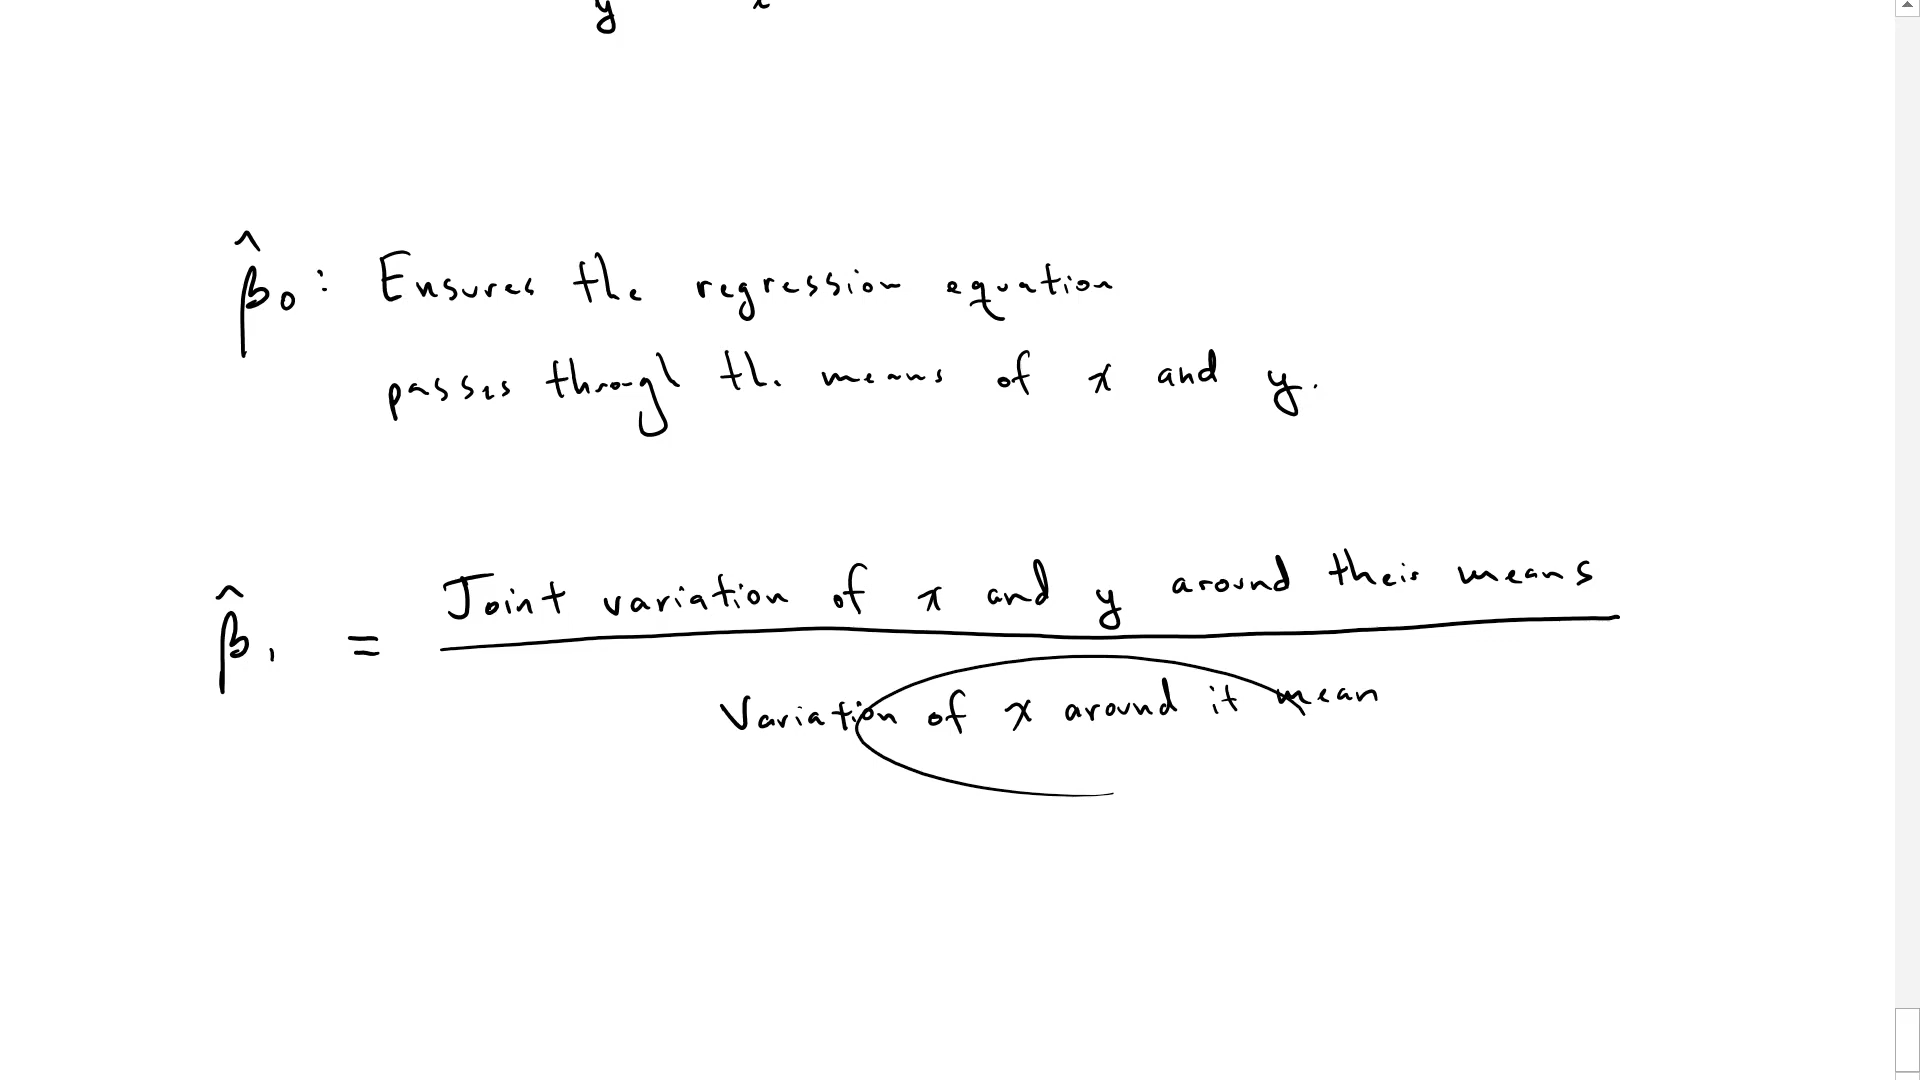 y x
β̂₀: Ensures the regression equation
passes through the means of x and y.
β̂₁ = Joint variation of x and y around their means
Variation of x around it mean